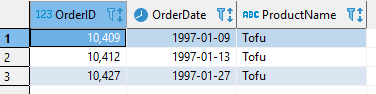 123 OrderID OrderDate ABC ProductName
1 10,409 1997-01-09 Tofu
2 10,412 1997-01-13 Tofu
3 10,427 1997-01-27 Tofu